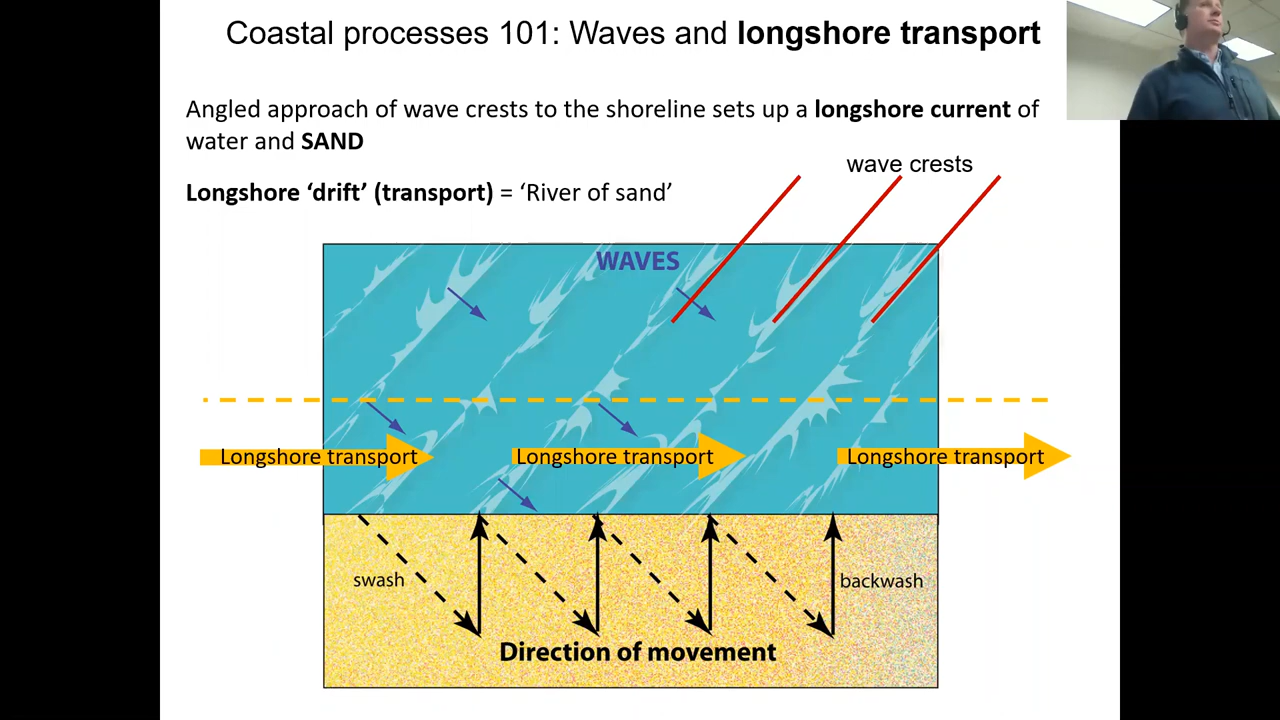 Coastal processes 101: Waves and longshore transport
Angled approach of wave crests to the shoreline sets up a longshore current of
water and SAND
wave crests
Longshore ‘drift’ (transport) = ‘River of sand’
WAVES
Longshore transport
Longshore transport
Longshore transport
swash
backwash
Direction of movement